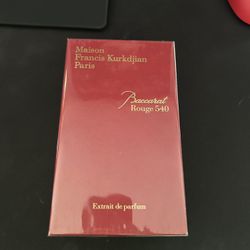 Maison
Francis Kurkdjian
Paris
Baccarat
Rouge 540
Extrait de parfum